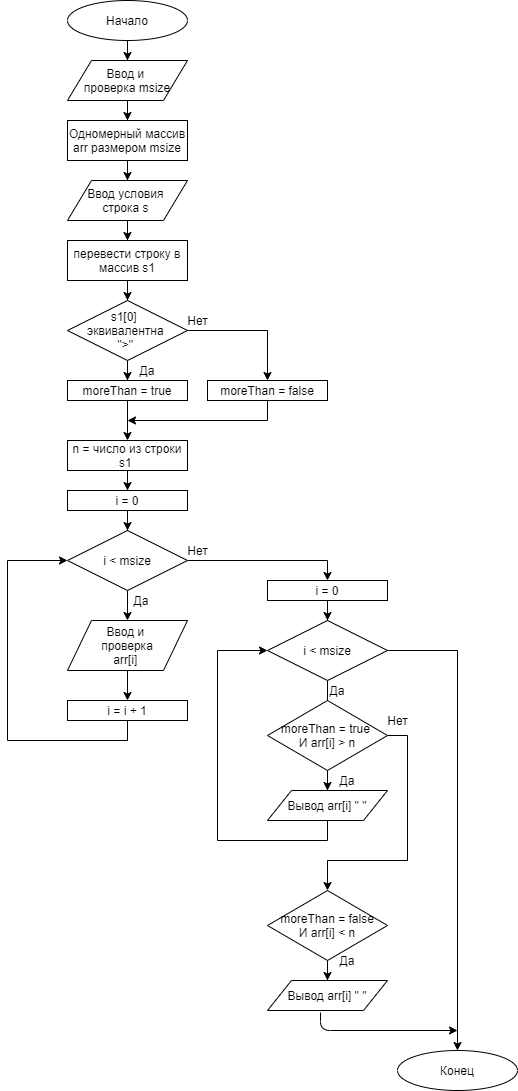 Начало
Ввод и
проверка msize
Одномерный массив
arr размером msize
Ввод условия
строка s
перевести строку в
массив s1
s1[0]
эквивалентна
">"
Нет
Да
moreThan = true
moreThan = false
n = число из строки
s1
i = 0
i < msize
Нет
Да
Ввод и
проверка
arr[i]
i = i + 1
i = 0
i < msize
Да
moreThan = true
И arr[i] > n
Нет
Да
Вывод arr[i] " "
moreThan = false
И arr[i] < n
Да
Вывод arr[i] " "
Конец